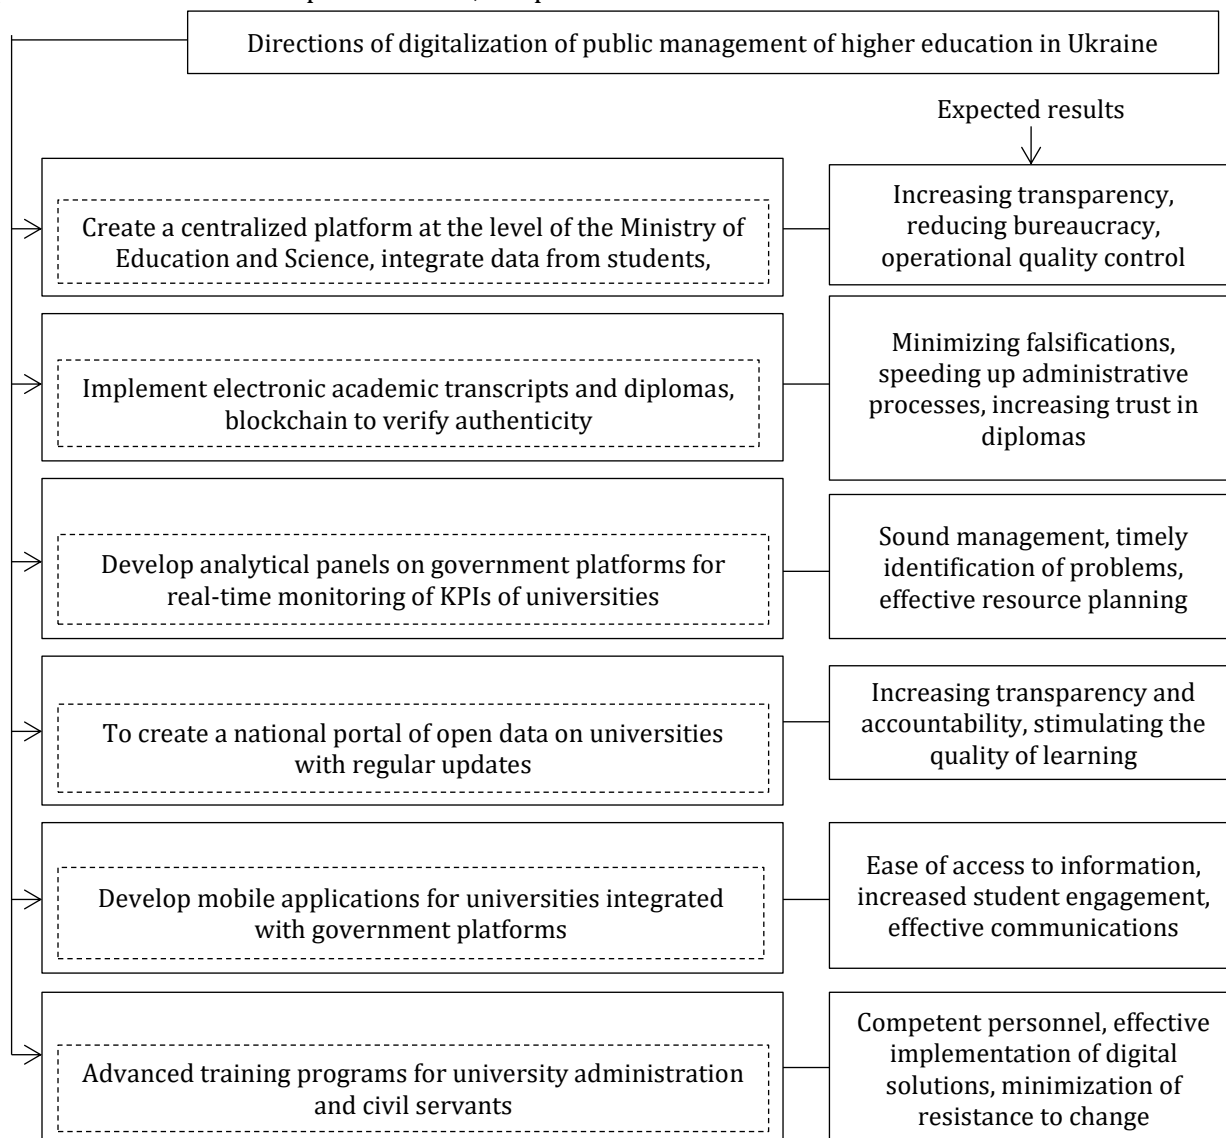 Directions of digitalization of public management of higher education in Ukraine
Expected results
Create a centralized platform at the level of the Ministry of
Education and Science, integrate data from students,
Increasing transparency,
reducing bureaucracy,
operational quality control
Implement electronic academic transcripts and diplomas,
blockchain to verify authenticity
Minimizing falsifications,
speeding up administrative
processes, increasing trust in
diplomas
Develop analytical panels on government platforms for
real-time monitoring of KPIs of universities
Sound management, timely
identification of problems,
effective resource planning
To create a national portal of open data on universities
with regular updates
Increasing transparency and
accountability, stimulating the
quality of learning
Develop mobile applications for universities integrated
with government platforms
Ease of access to information,
increased student engagement,
effective communications
Advanced training programs for university administration
and civil servants
Competent personnel, effective
implementation of digital
solutions, minimization of
resistance to change